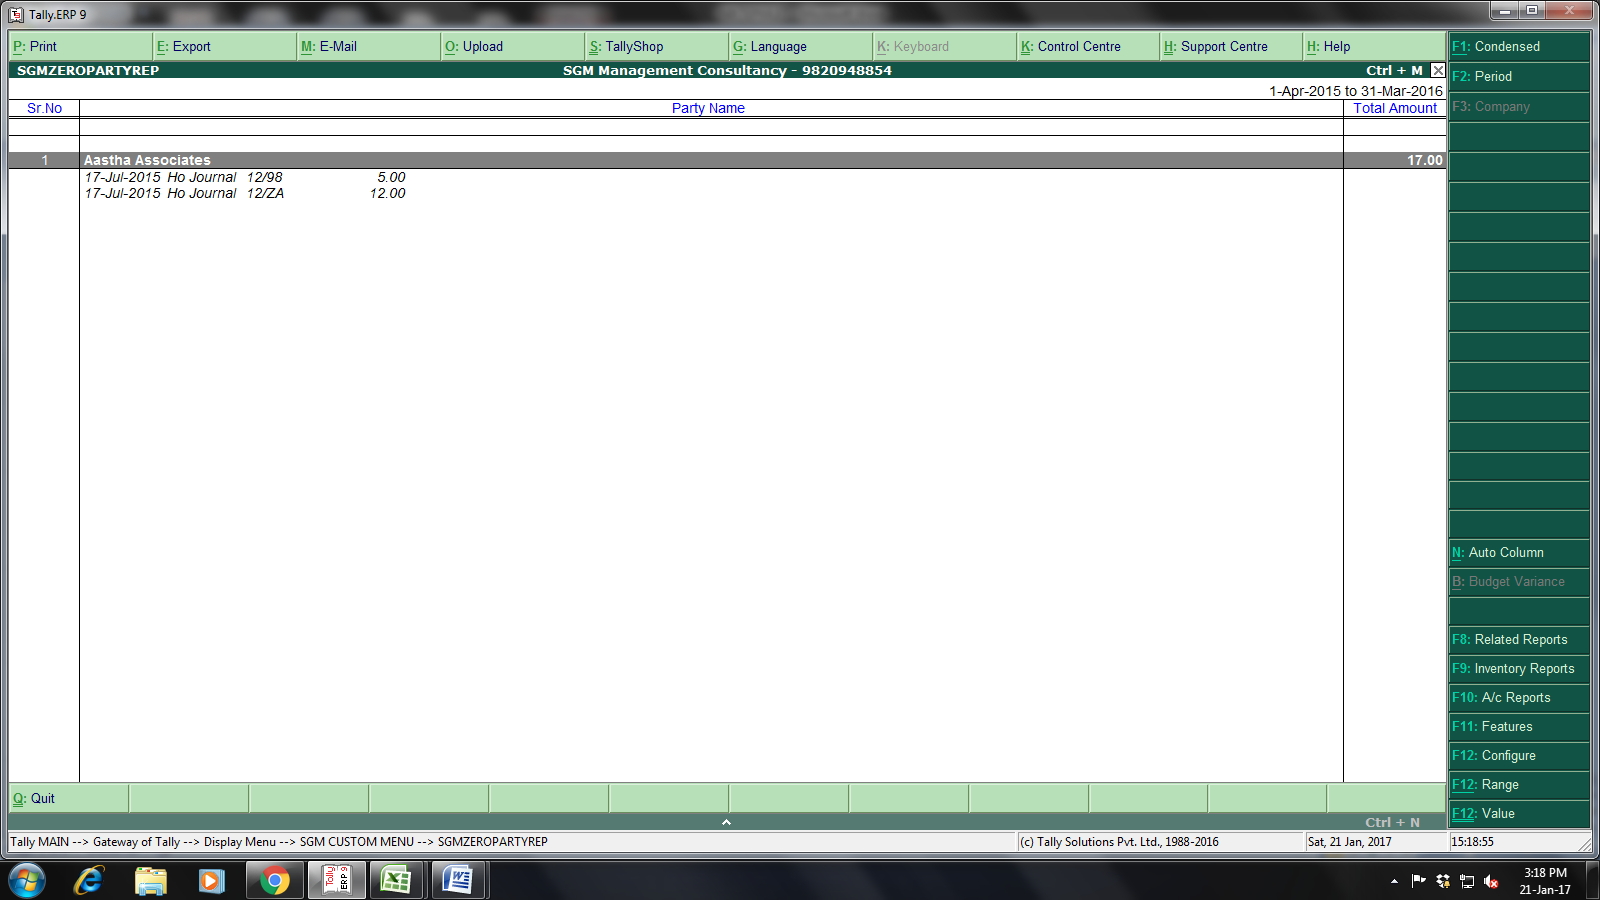 Tally.ERP 9
P: Print E: Export M: E-Mail O: Upload S: TallyShop G: Language K: Keyboard K: Control Centre H: Support Centre H: Help
SGMZEROPARTYREP SGM Management Consultancy - 9820948854 Ctrl + M
1-Apr-2015 to 31-Mar-2016
Sr.No Party Name Total Amount
1 Aastha Associates 17.00
17-Jul-2015 Ho Journal 12/98 5.00
17-Jul-2015 Ho Journal 12/ZA 12.00
F1: Condensed
F2: Period
F3: Company
N: Auto Column
B: Budget Variance
F8: Related Reports
F9: Inventory Reports
F10: A/c Reports
F11: Features
F12: Configure
F12: Range
F12: Value
Q: Quit
Ctrl + N
Tally MAIN --> Gateway of Tally --> Display Menu --> SGM CUSTOM MENU --> SGMZEROPARTYREP (c) Tally Solutions Pvt. Ltd., 1988-2016 Sat, 21 Jan, 2017 15:18:55
Tally
ERP 9
3:18 PM
21-Jan-17